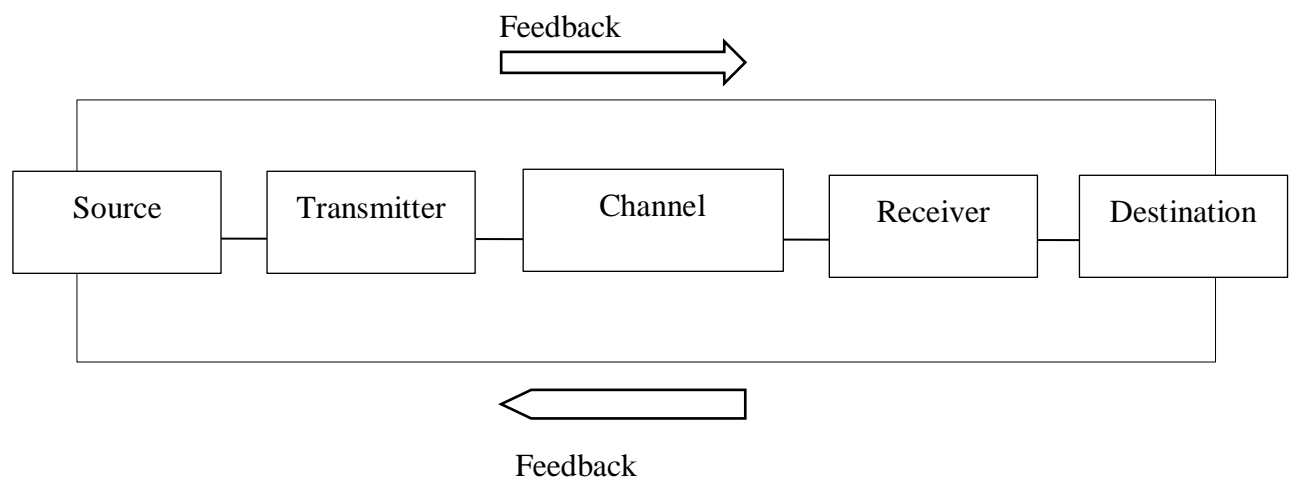 Feedback
Source
Transmitter
Channel
Receiver
Destination
Feedback